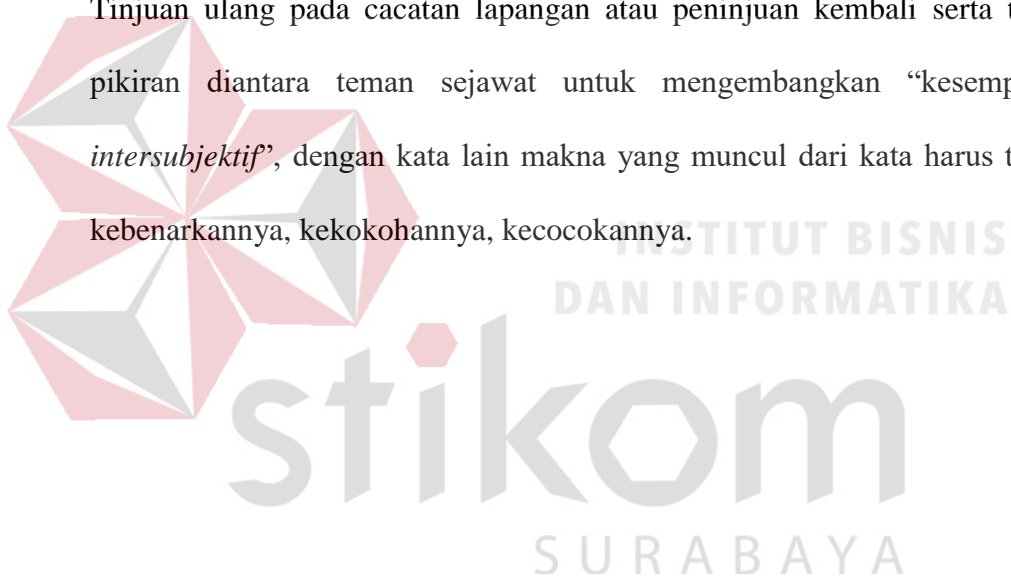 Tinjuan ulang pada cacatan lapangan atau peninjuan kembali serta t
pikiran diantara teman sejawat untuk mengembangkan “kesemp
intersubjektif”, dengan kata lain makna yang muncul dari kata harus t
kebenarkannya, kekokohannya, kecocokannya.
INSTITUT BISNIS
DAN INFORMATIKA
stikom
SURABAYA